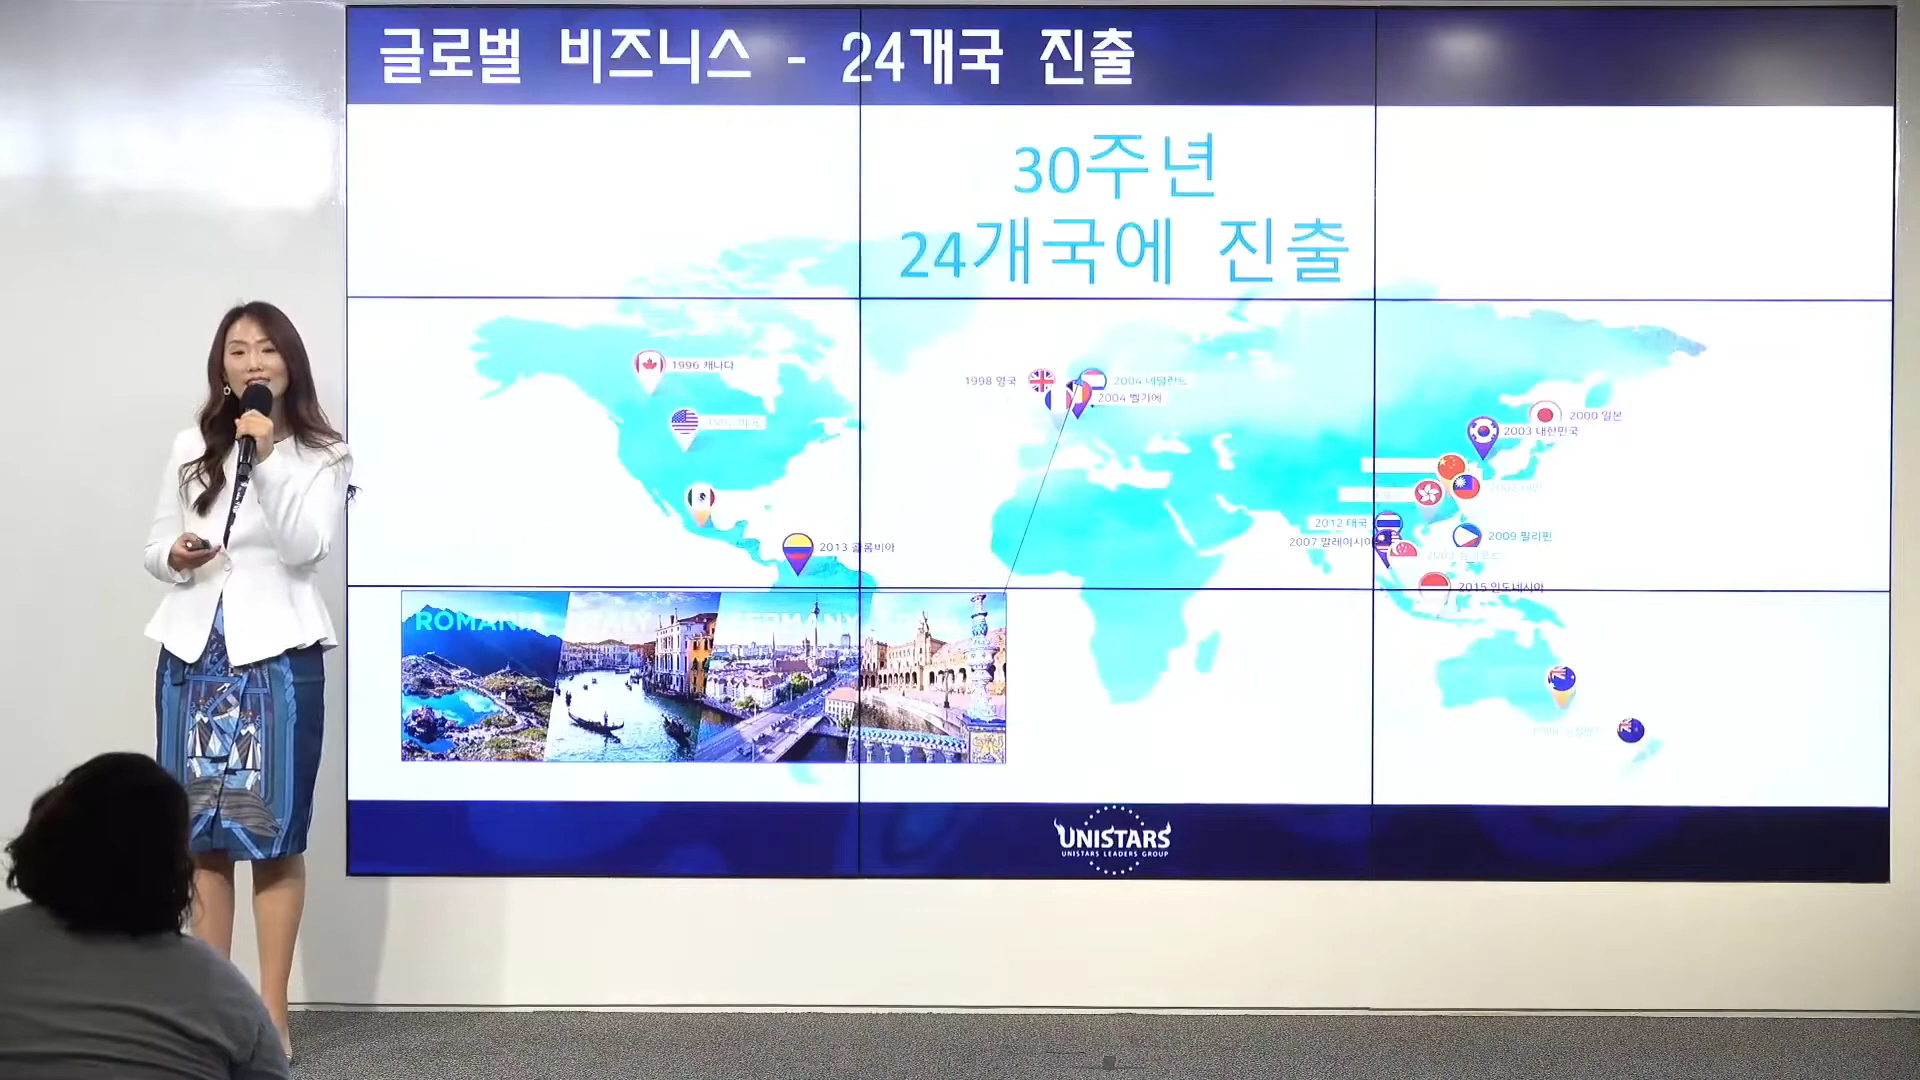 글로벌 비즈니스 - 24개국 진출
30주년
24개국에 진출
1996 캐나다
1998 영국
2004 네덜란드
2004 벨기에
2000 일본
2003 대한민국
2012 태국
2009 필리핀
2007 말레이시아
2013 콜롬비아
2015 인도네시아
ROMANIA ITALY GERMANY
UNISTARS
UNISTARS LEADERS GROUP